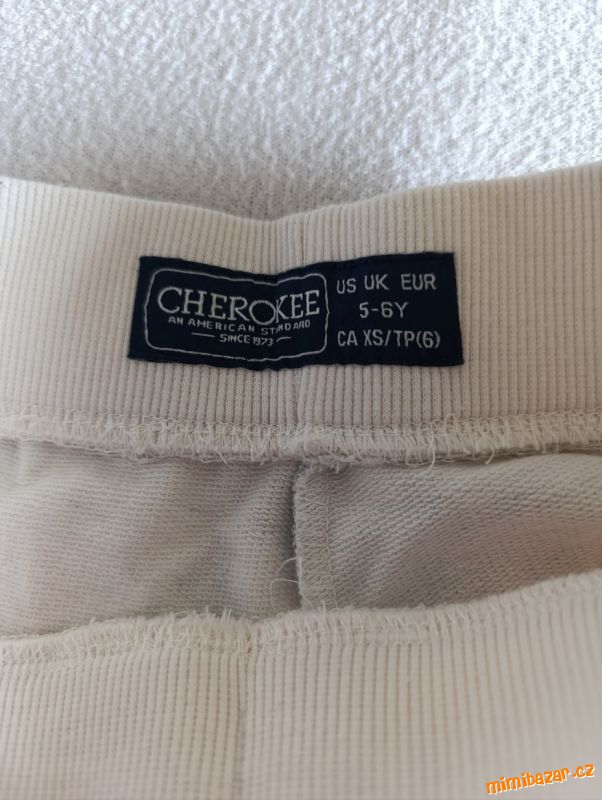 CHEROKEE
AN AMERICAN STANDARD
SINCE 1973
US UK EUR
5-6Y
CA XS/TP(6)
mimibazar.cz